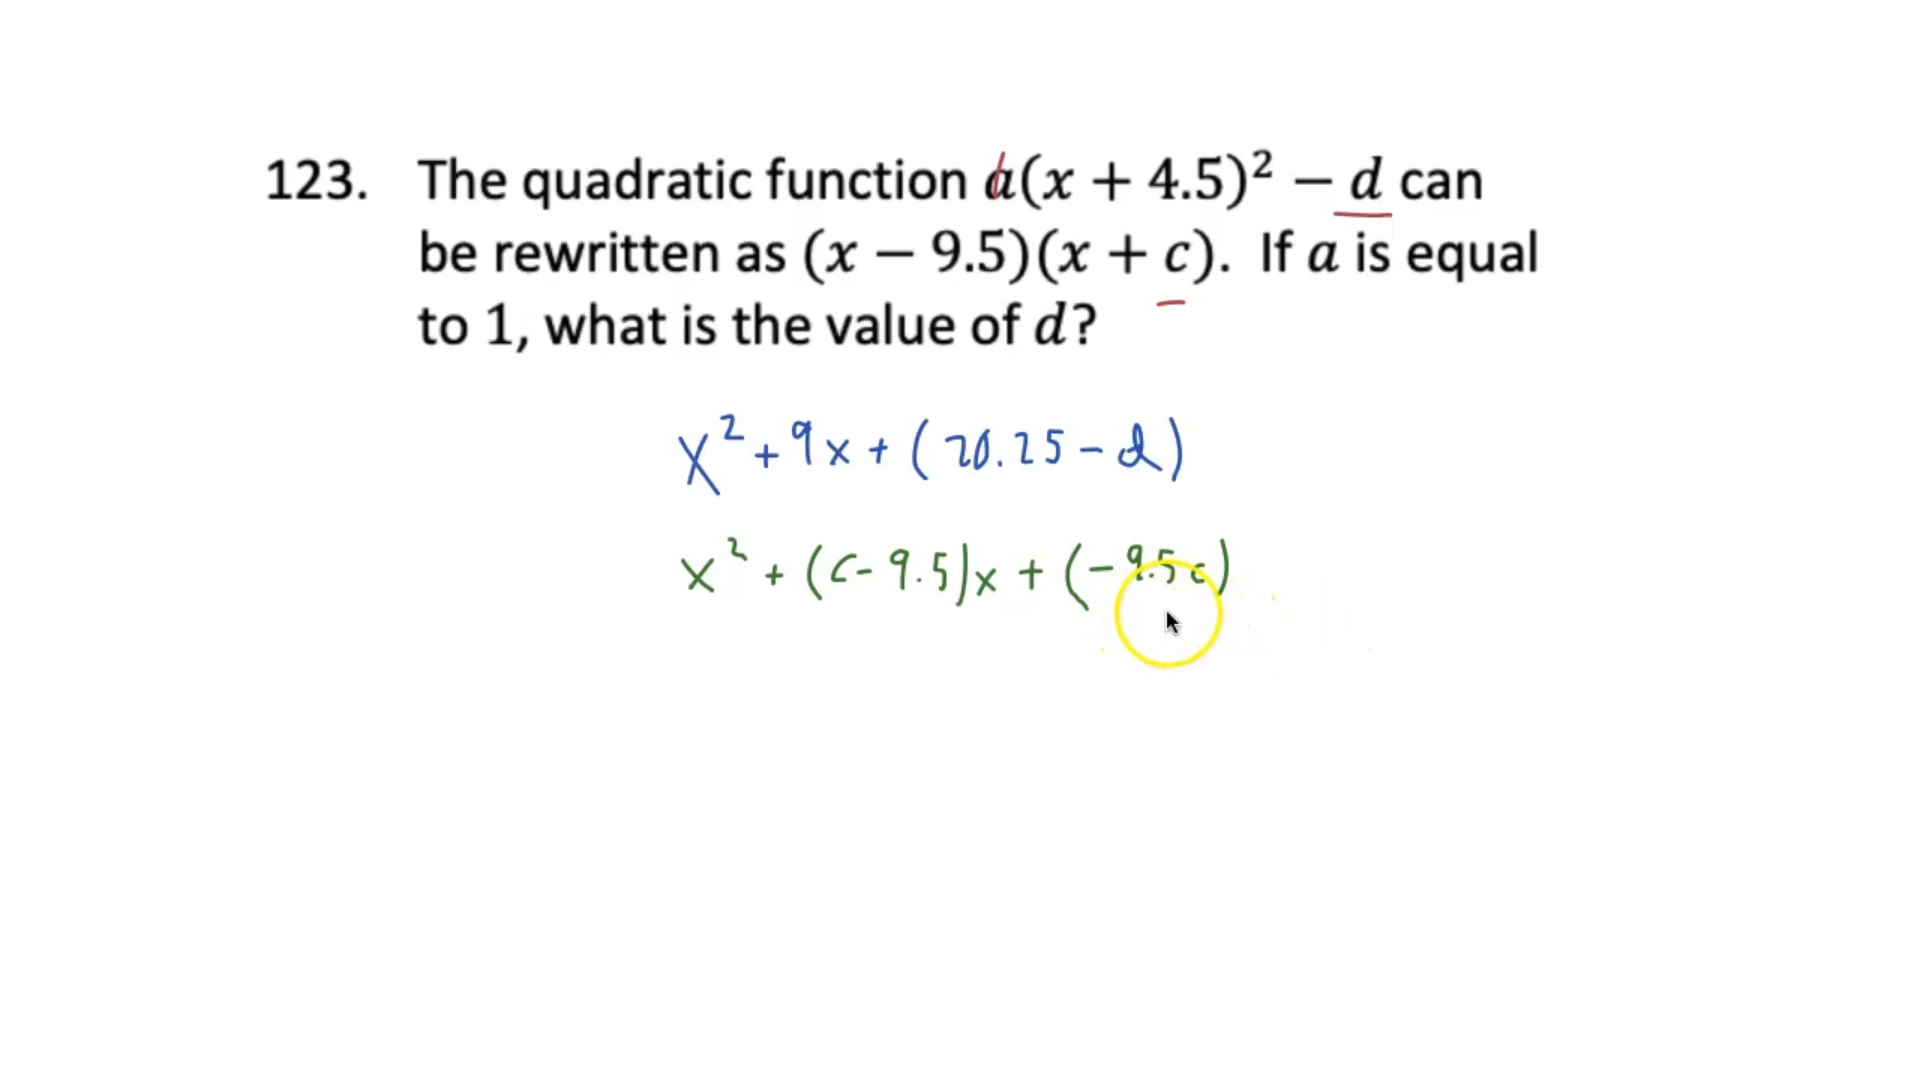 123. The quadratic function a(x + 4.5)² − d can
be rewritten as (x − 9.5)(x + c). If a is equal
to 1, what is the value of d?
x² + 9x + (20.25 - d)
x² + (c - 9.5)x + (-9.5c)